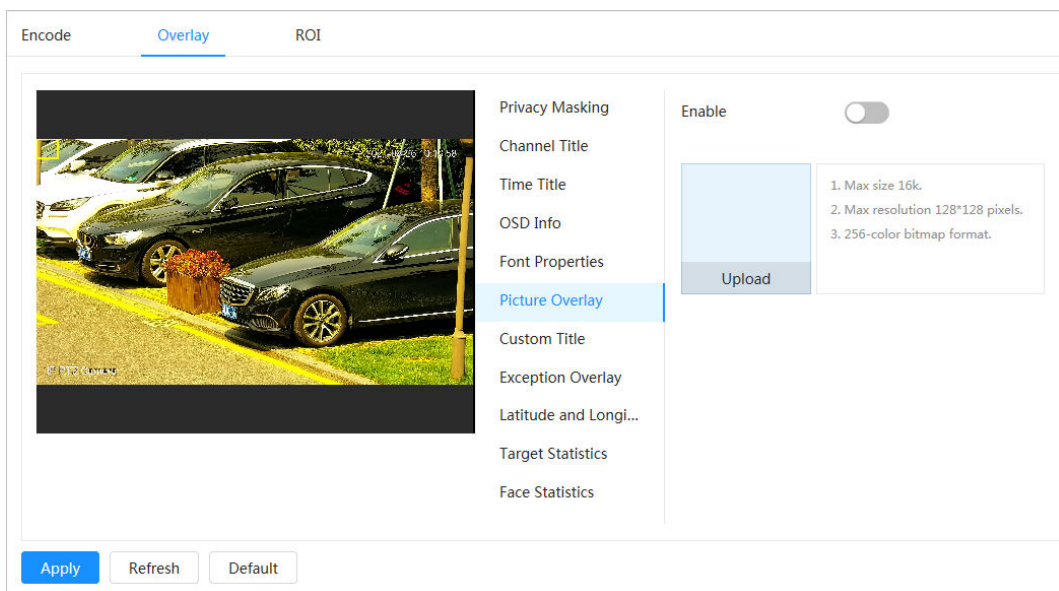 Encode Overlay ROI
Privacy Masking
Channel Title
Time Title
OSD Info
Font Properties
Picture Overlay
Custom Title
Exception Overlay
Latitude and Longi...
Target Statistics
Face Statistics
Enable
Upload
1. Max size 16k.
2. Max resolution 128*128 pixels.
3. 256-color bitmap format.
Apply Refresh Default